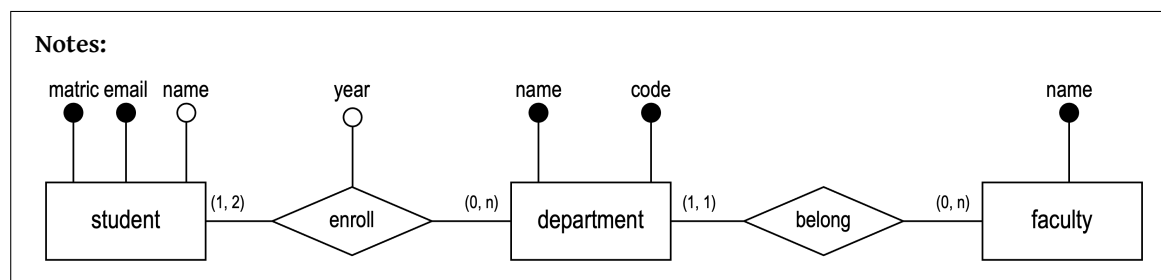 Notes:
matric email name year name code name
student (1, 2) enroll (0, n) department (1, 1) belong (0, n) faculty